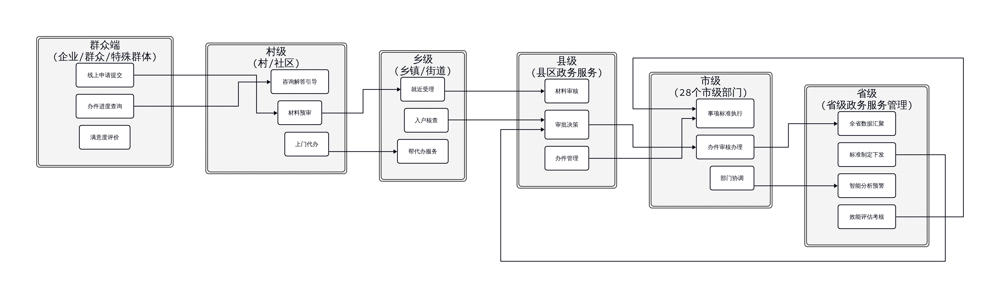 群众端
（企业/群众/特殊群体）
线上申请提交
办件进度查询
满意度评价
村级
（村/社区）
咨询解答引导
材料预审
上门代办
乡级
（乡镇/街道）
就近受理
入户核查
帮代办服务
县级
（县区政务服务）
材料审核
审批决策
办件管理
市级
（28个市级部门）
事项标准执行
办件审核办理
部门协调
省级
（省级政务服务管理）
全省数据汇聚
标准制定下发
智能分析预警
效能评估考核